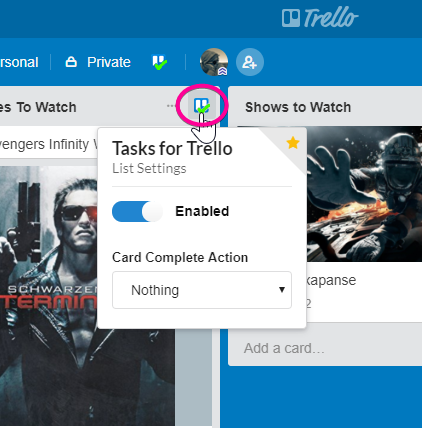 Trello
rsonal Private
es To Watch
Shows to Watch
vengers Infinity W
Tasks for Trello
List Settings
Enabled
Card Complete Action
Nothing
SCHWARZEN
TERMIN
xapanse
2
Add a card...